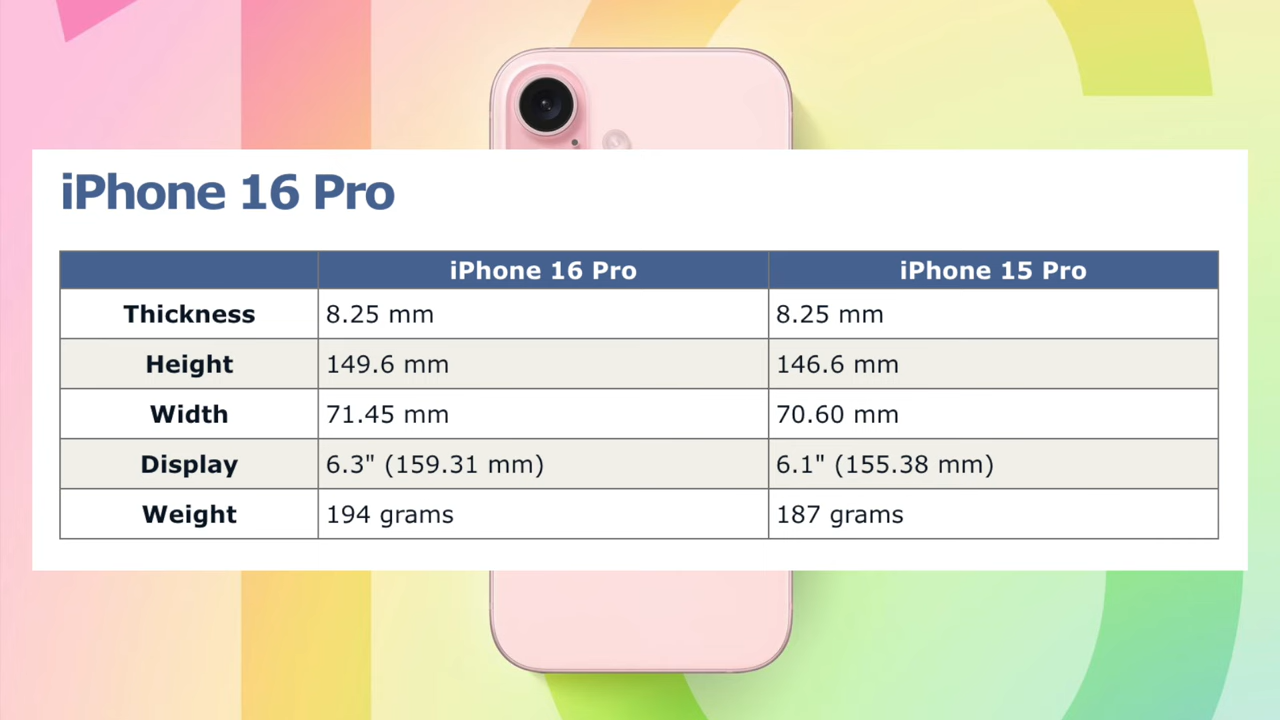 iPhone 16 Pro
iPhone 16 Pro iPhone 15 Pro
Thickness 8.25 mm 8.25 mm
Height 149.6 mm 146.6 mm
Width 71.45 mm 70.60 mm
Display 6.3" (159.31 mm) 6.1" (155.38 mm)
Weight 194 grams 187 grams